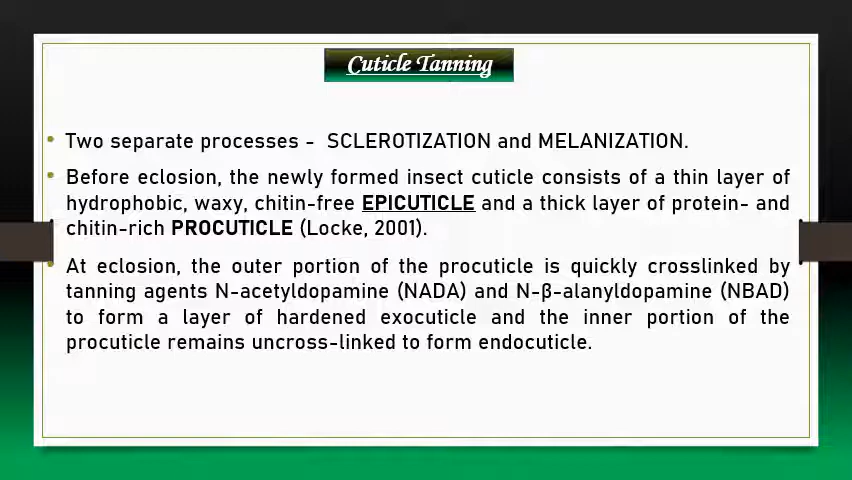 Cuticle Tanning
• Two separate processes - SCLEROTIZATION and MELANIZATION.
• Before eclosion, the newly formed insect cuticle consists of a thin layer of
hydrophobic, waxy, chitin-free EPICUTICLE and a thick layer of protein- and
chitin-rich PROCUTICLE (Locke, 2001).
• At eclosion, the outer portion of the procuticle is quickly crosslinked by
tanning agents N-acetyldopamine (NADA) and N-β-alanyldopamine (NBAD)
to form a layer of hardened exocuticle and the inner portion of the
procuticle remains uncross-linked to form endocuticle.